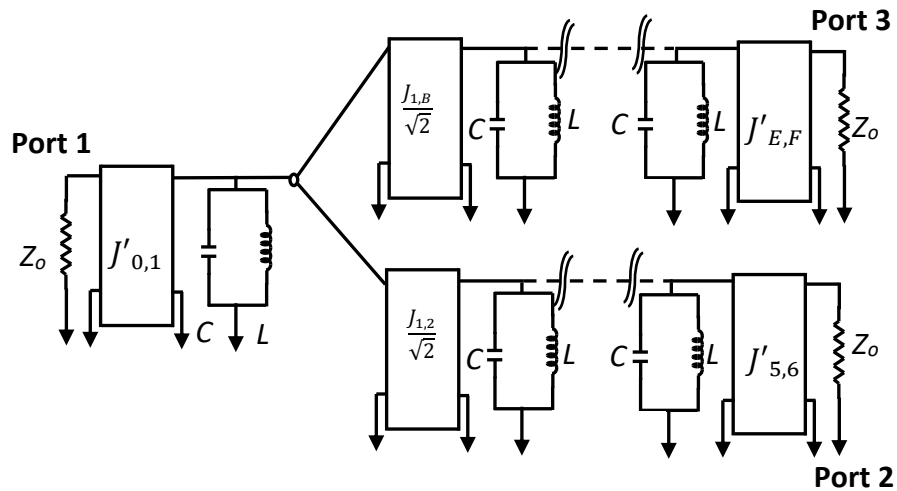 Port 3
J_{1,B}
√2
C
L
C
L
J'_{E,F}
Z_o
Port 1
Z_o
J'_{0,1}
C
L
J_{1,2}
√2
C
L
C
L
J'_{5,6}
Z_o
Port 2